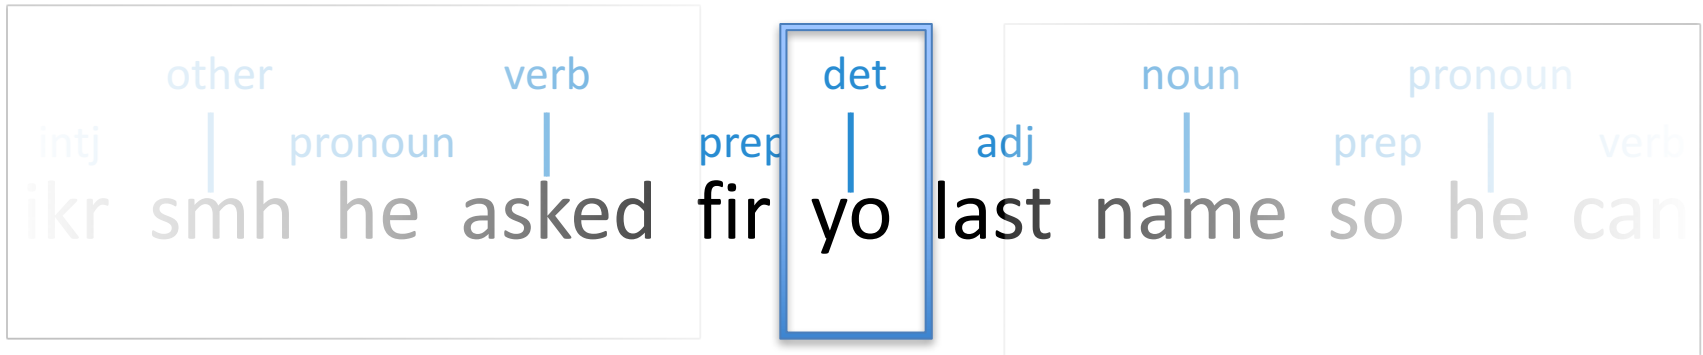 other verb det noun pronoun
intj pronoun prep adj prep verb
ikr smh he asked fir yo last name so he can